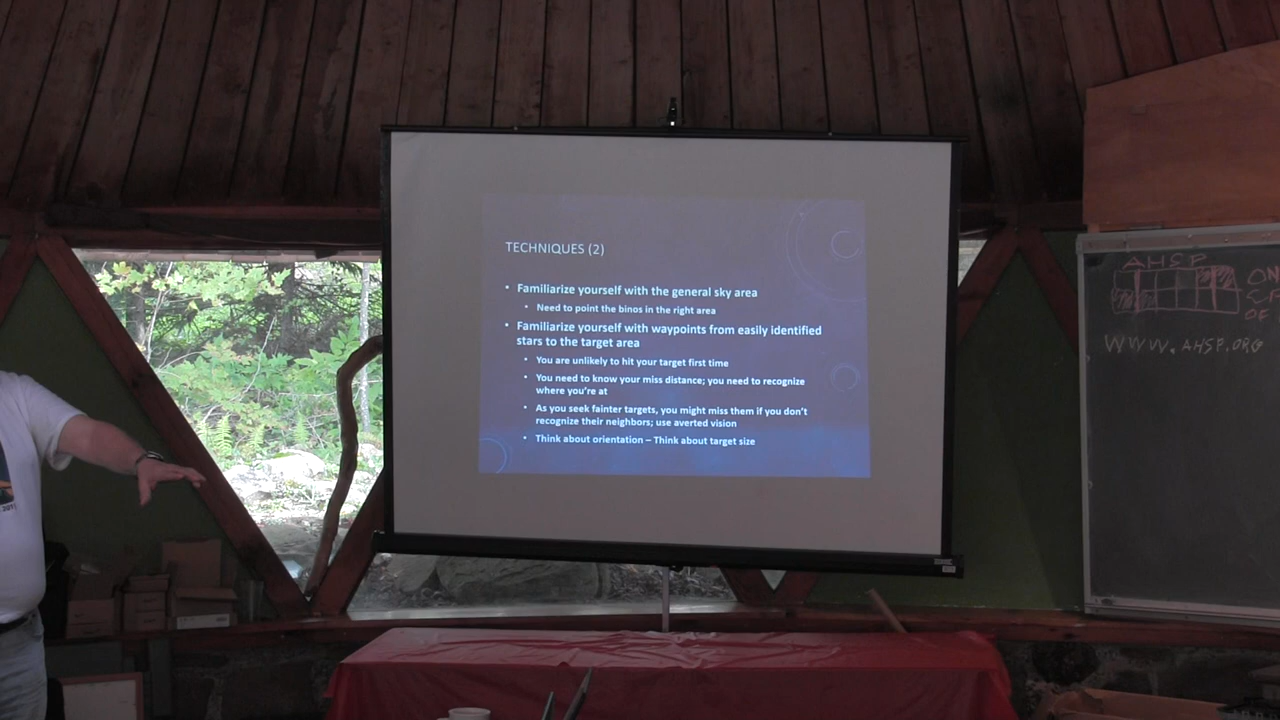 TECHNIQUES (2)
• Familiarize yourself with the general sky area
• Need to point the binos in the right area
• Familiarize yourself with waypoints from easily identified
stars to the target area
• You are unlikely to hit your target first time
• You need to know your miss distance; you need to recognize
where you're at
• As you seek fainter targets, you might miss them if you don't
recognize their neighbors; use averted vision
• Think about orientation – Think about target size
AHSP
ON
OF
WWW.AHSP.ORG